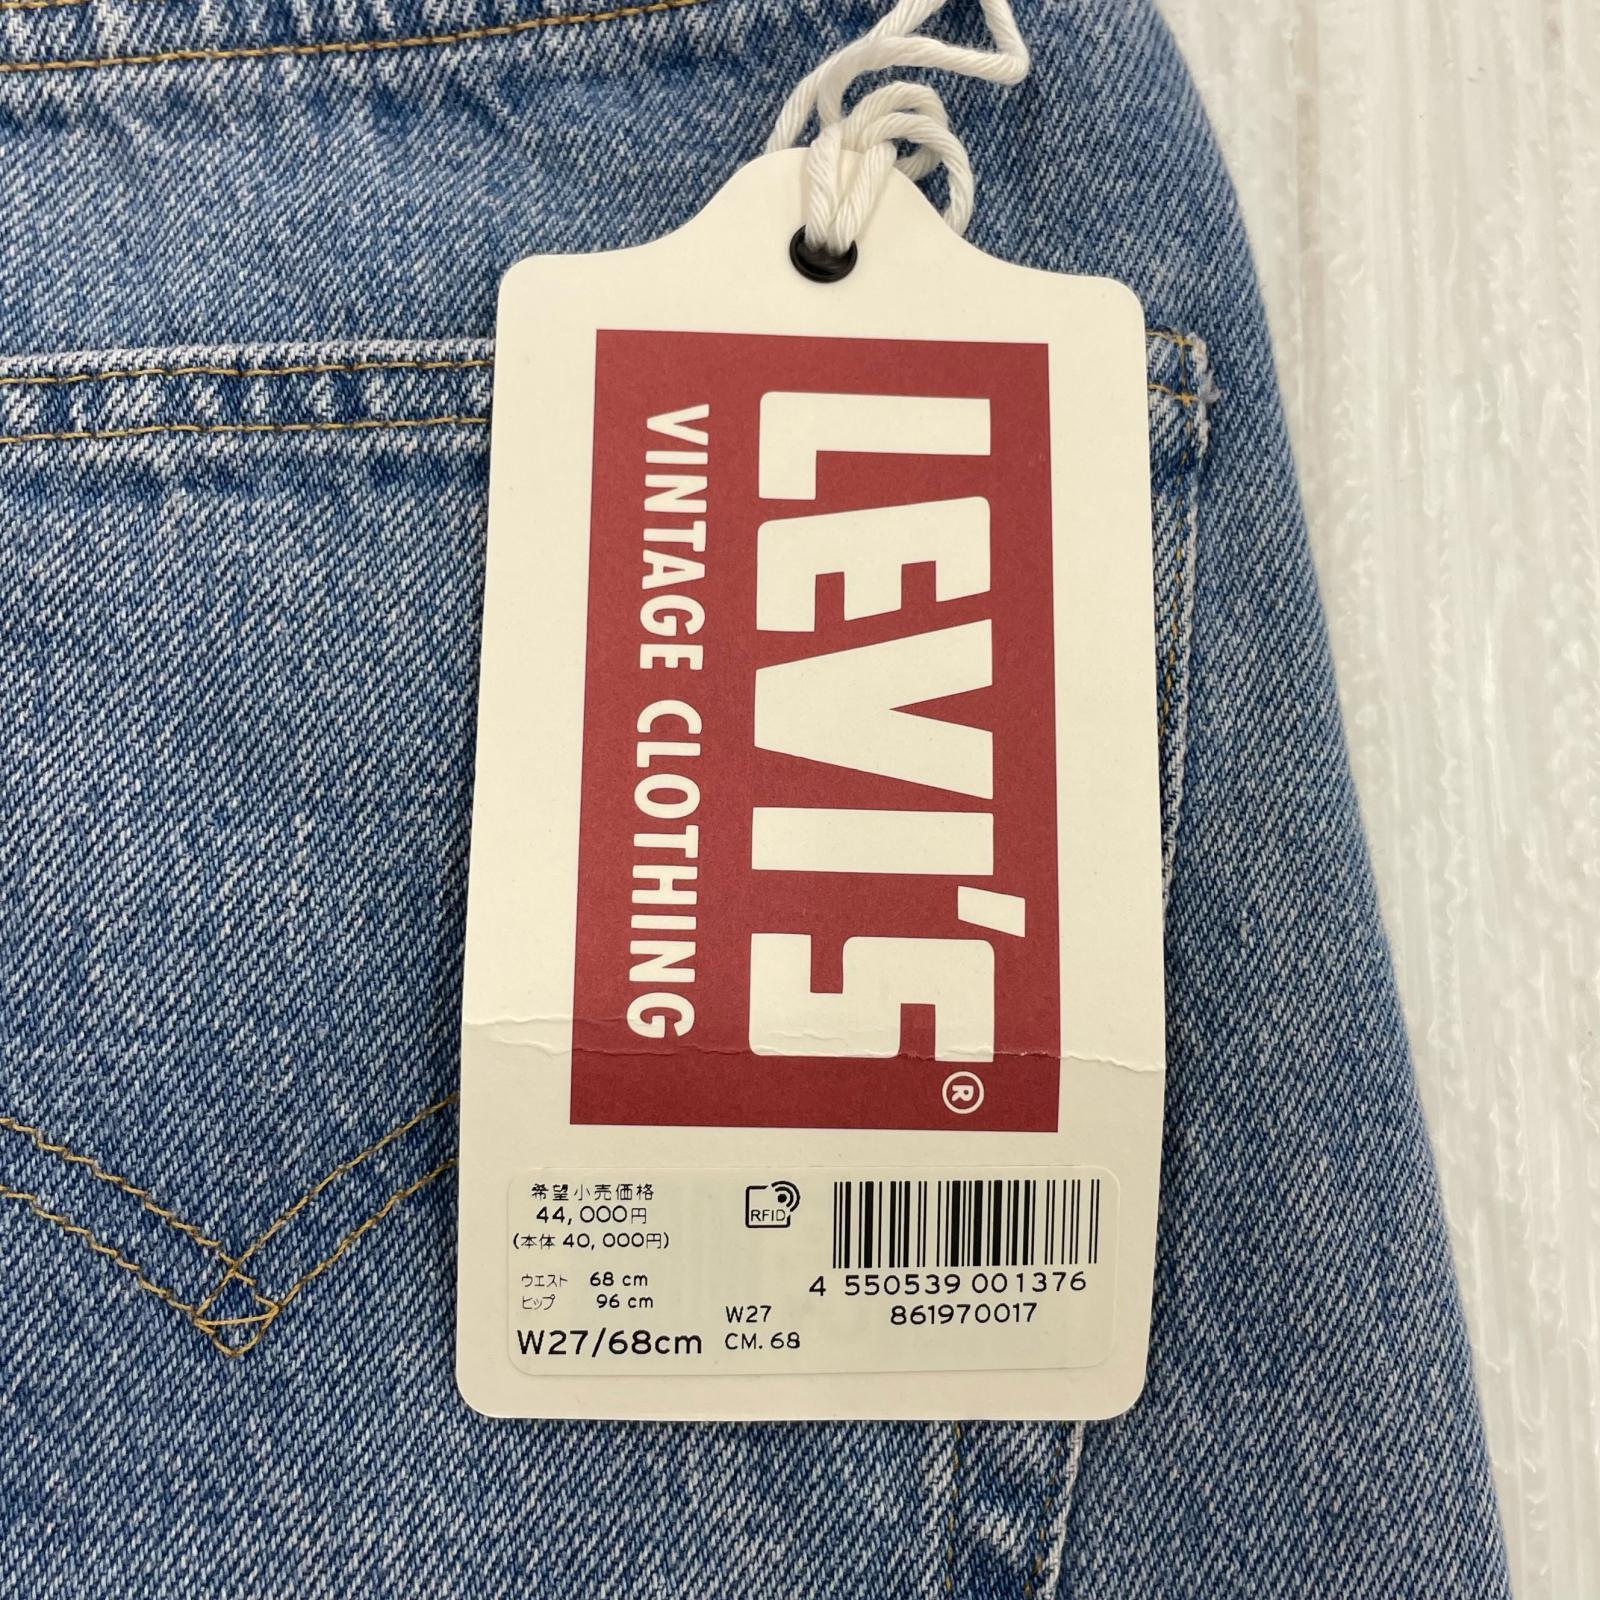 LEVI'S®
VINTAGE CLOTHING
希望小売価格
44,000円
(本体 40,000円)
ウエスト 68 cm
ヒップ 96 cm
W27/68cm
RFID
W27
CM. 68
4 550539 001376
861970017